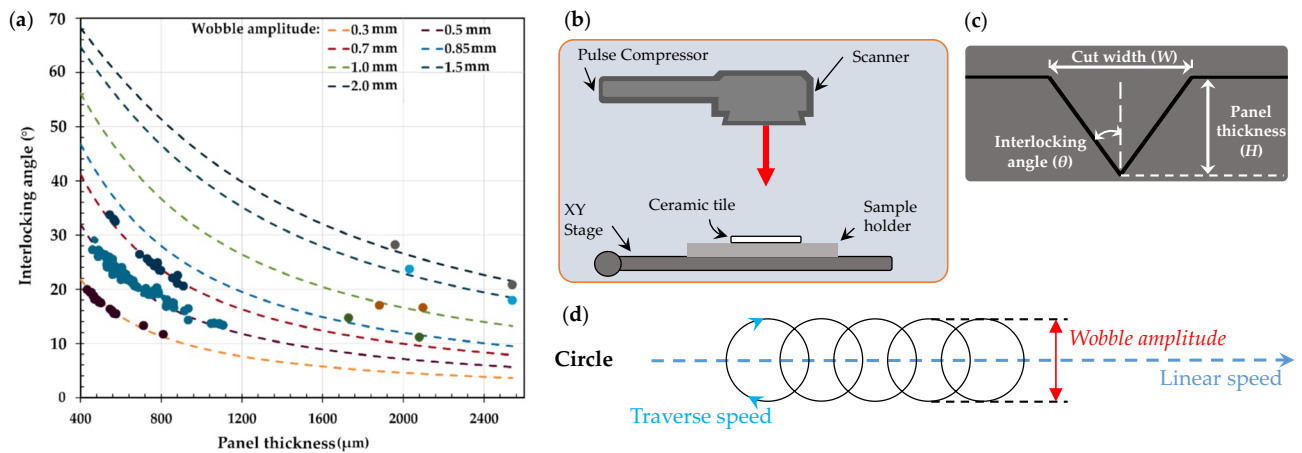 (a)
70
60
50
40
30
20
10
0
Interlocking angle (°)
Wobble amplitude:
0.3 mm
0.5 mm
0.7 mm
0.85mm
1.0 mm
1.5 mm
2.0 mm
400
800
1200
1600
2000
2400
Panel thickness(μm)
(b)
Pulse Compressor
Scanner
XY
Stage
Ceramic tile
Sample
holder
(c)
Cut width (W)
Interlocking
angle (θ)
Panel
thickness
(H)
(d)
Circle
Wobble amplitude
Linear speed
Traverse speed